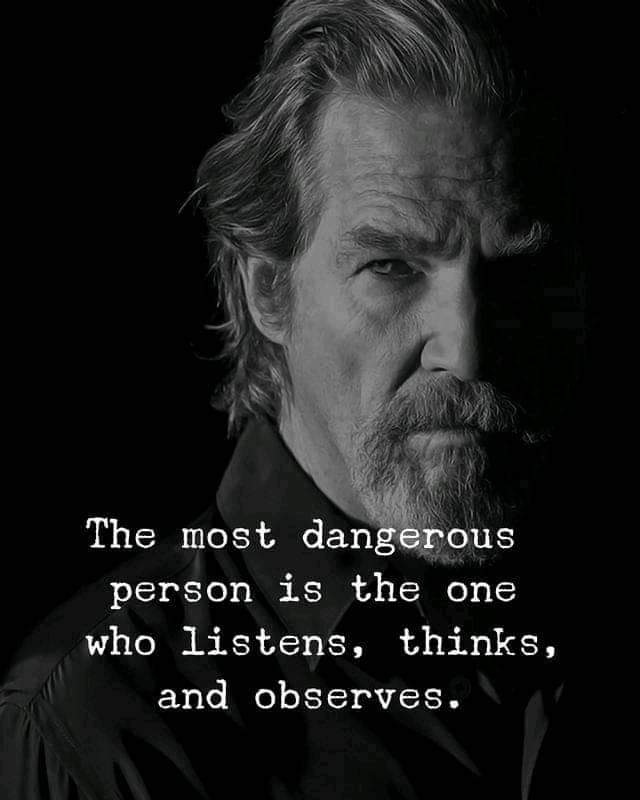 The most dangerous
person is the one
who listens, thinks,
and observes.